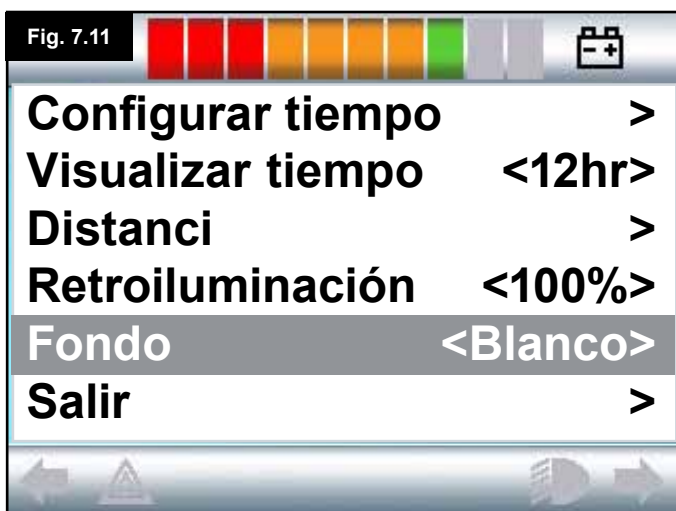 Fig. 7.11
Configurar tiempo >
Visualizar tiempo <12hr>
Distanci >
Retroiluminación <100%>
Fondo <Blanco>
Salir >